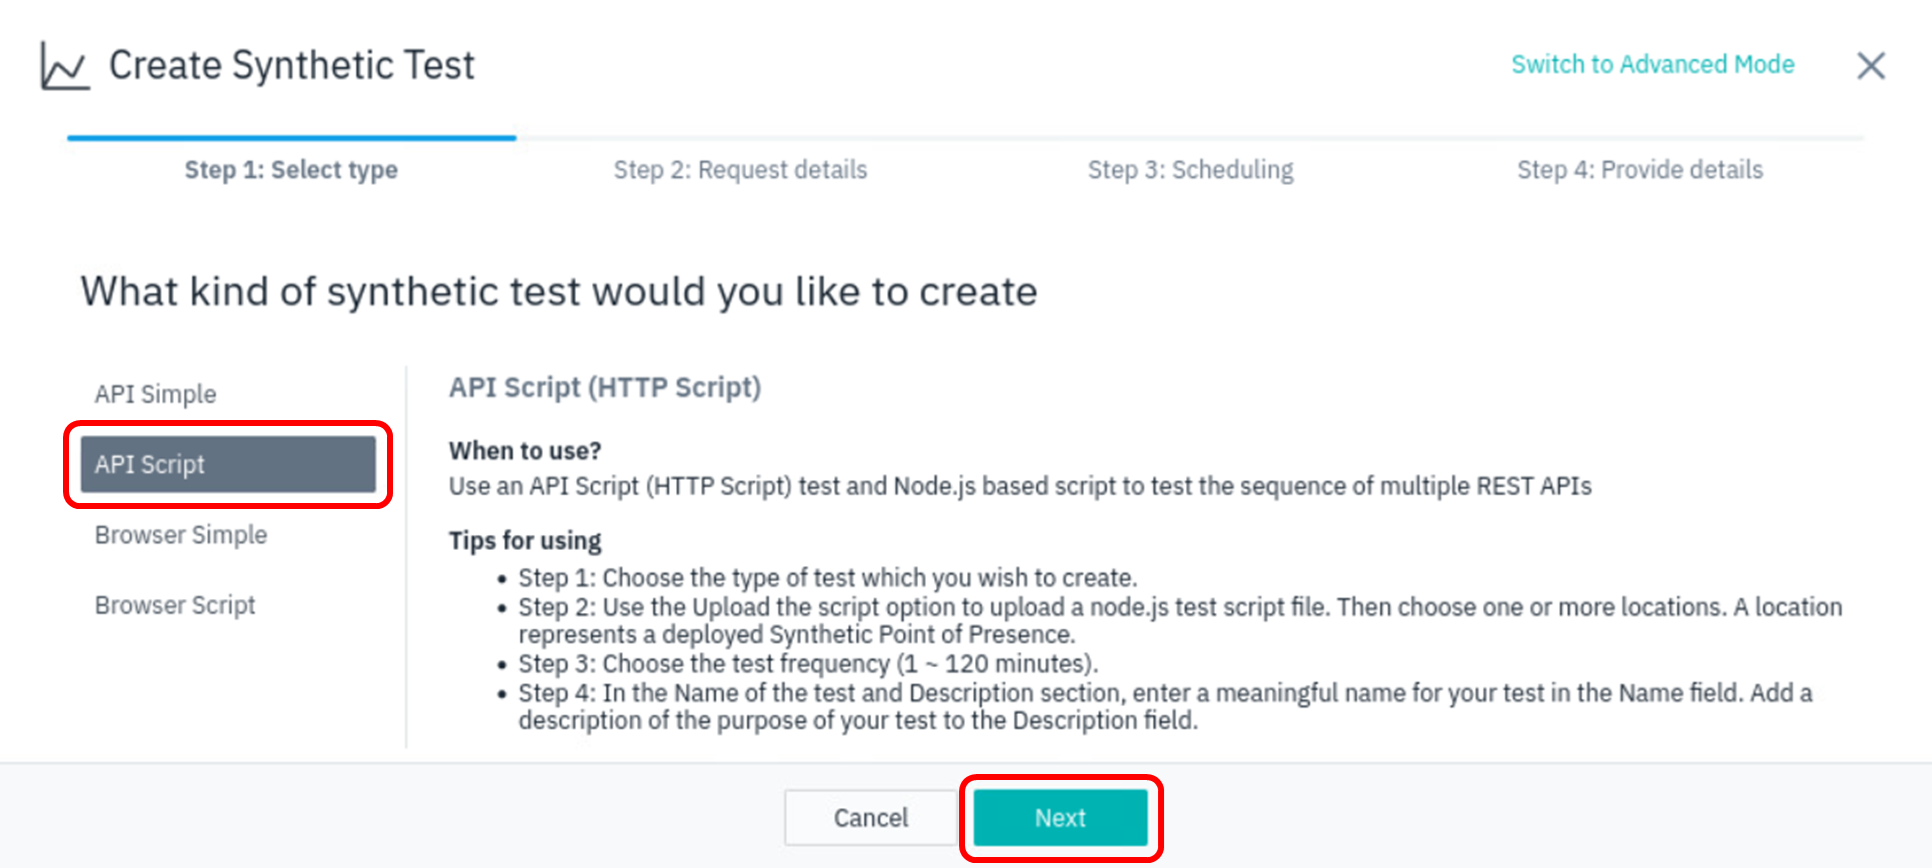 Create Synthetic Test
Switch to Advanced Mode
Step 1: Select type
Step 2: Request details
Step 3: Scheduling
Step 4: Provide details
What kind of synthetic test would you like to create
API Simple
API Script
Browser Simple
Browser Script
API Script (HTTP Script)
When to use?
Use an API Script (HTTP Script) test and Node.js based script to test the sequence of multiple REST APIs
Tips for using
• Step 1: Choose the type of test which you wish to create.
• Step 2: Use the Upload the script option to upload a node.js test script file. Then choose one or more locations. A location
represents a deployed Synthetic Point of Presence.
• Step 3: Choose the test frequency (1 ~ 120 minutes).
• Step 4: In the Name of the test and Description section, enter a meaningful name for your test in the Name field. Add a
description of the purpose of your test to the Description field.
Cancel
Next